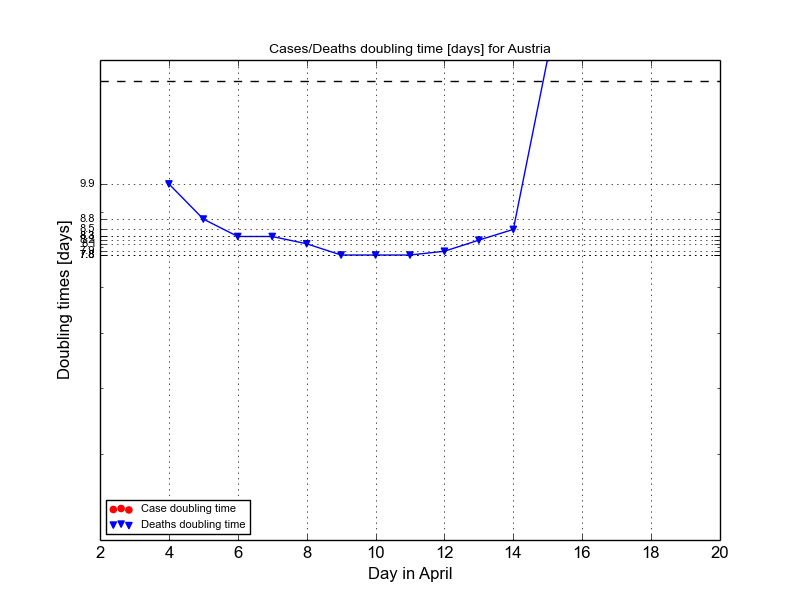 Cases/Deaths doubling time [days] for Austria
Doubling times [days]
9.9
8.8
8.5
7.8
Case doubling time
Deaths doubling time
2 4 6 8 10 12 14 16 18 20
Day in April